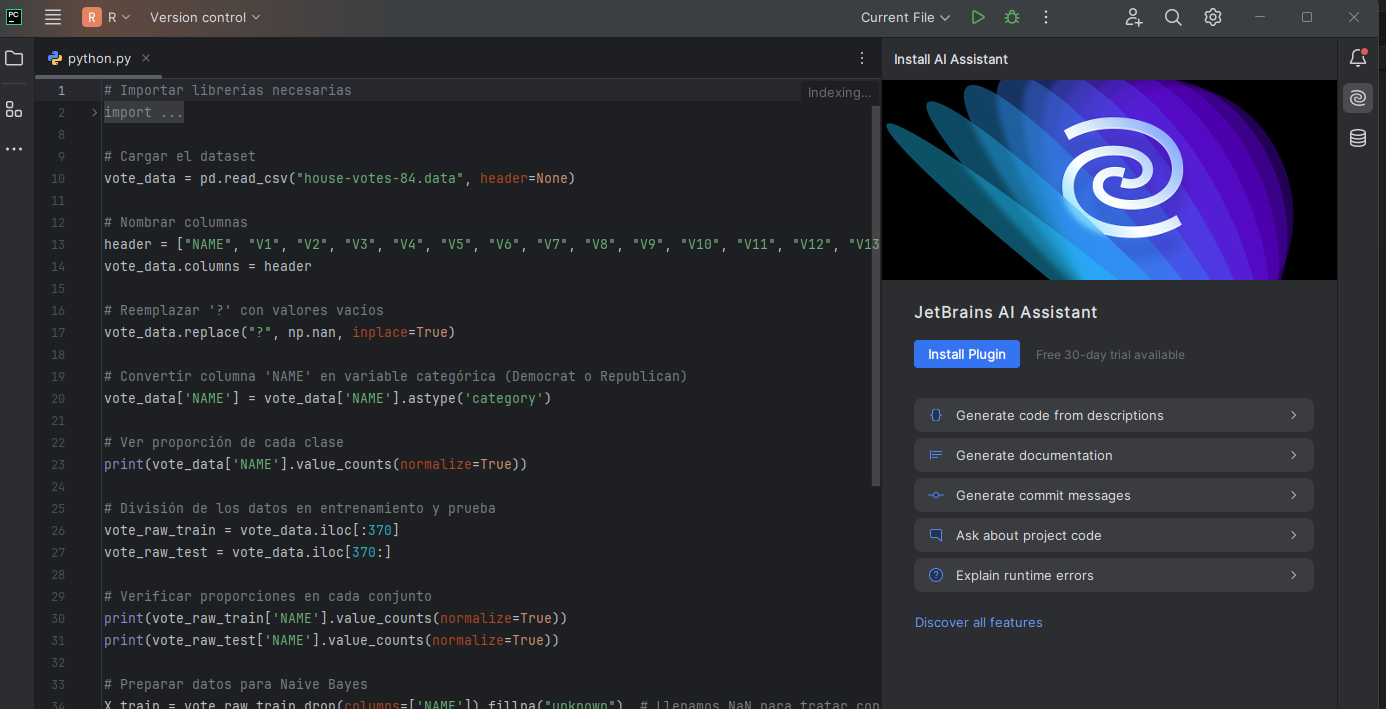 PC
R R Version control Current File
python.py
Install AI Assistant
1 # Importar librerías necesarias
Indexing...
2 import ...
8
9 # Cargar el dataset
10 vote_data = pd.read_csv("house-votes-84.data", header=None)
11
12 # Nombrar columnas
13 header = ["NAME", "V1", "V2", "V3", "V4", "V5", "V6", "V7", "V8", "V9", "V10", "V11", "V12", "V13
14 vote_data.columns = header
15
16 # Reemplazar '?' con valores vacíos
17 vote_data.replace("?", np.nan, inplace=True)
18
19 # Convertir columna 'NAME' en variable categórica (Democrat o Republican)
20 vote_data['NAME'] = vote_data['NAME'].astype('category')
21
22 # Ver proporción de cada clase
23 print(vote_data['NAME'].value_counts(normalize=True))
24
25 # División de los datos en entrenamiento y prueba
26 vote_raw_train = vote_data.iloc[:370]
27 vote_raw_test = vote_data.iloc[370:]
28
29 # Verificar proporciones en cada conjunto
30 print(vote_raw_train['NAME'].value_counts(normalize=True))
31 print(vote_raw_test['NAME'].value_counts(normalize=True))
32
33 # Preparar datos para Naive Bayes
34 X_train = vote_raw_train.drop(columns=['NAME']).fillna("unknown") # Llenamos NaN para tratar con
JetBrains AI Assistant
Install Plugin Free 30-day trial available
Generate code from descriptions
Generate documentation
Generate commit messages
Ask about project code
Explain runtime errors
Discover all features